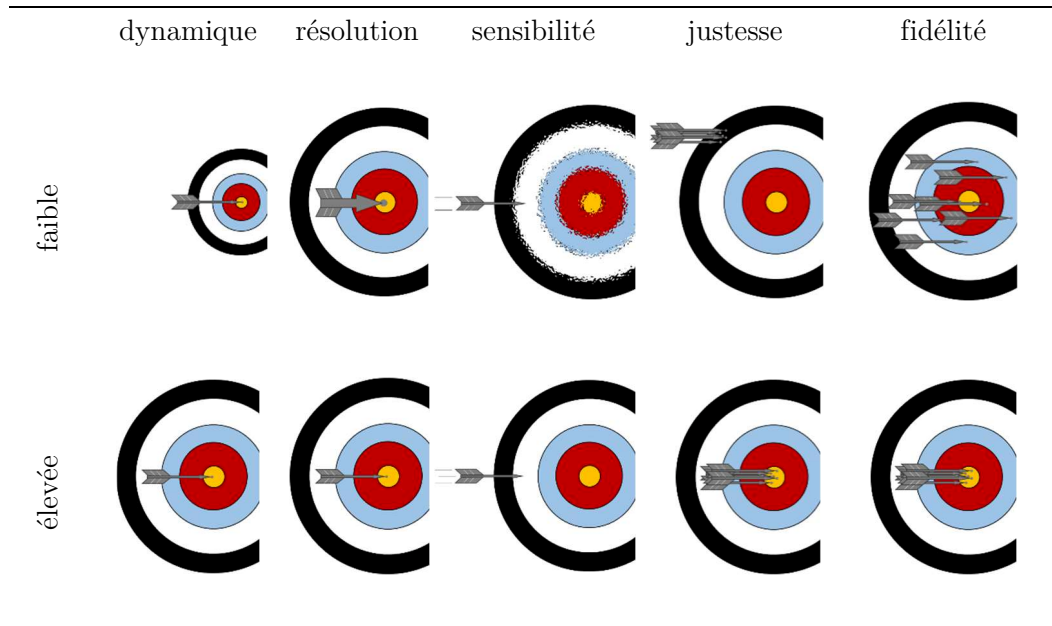 dynamique résolution sensibilité justesse fidélité
faible
élevée